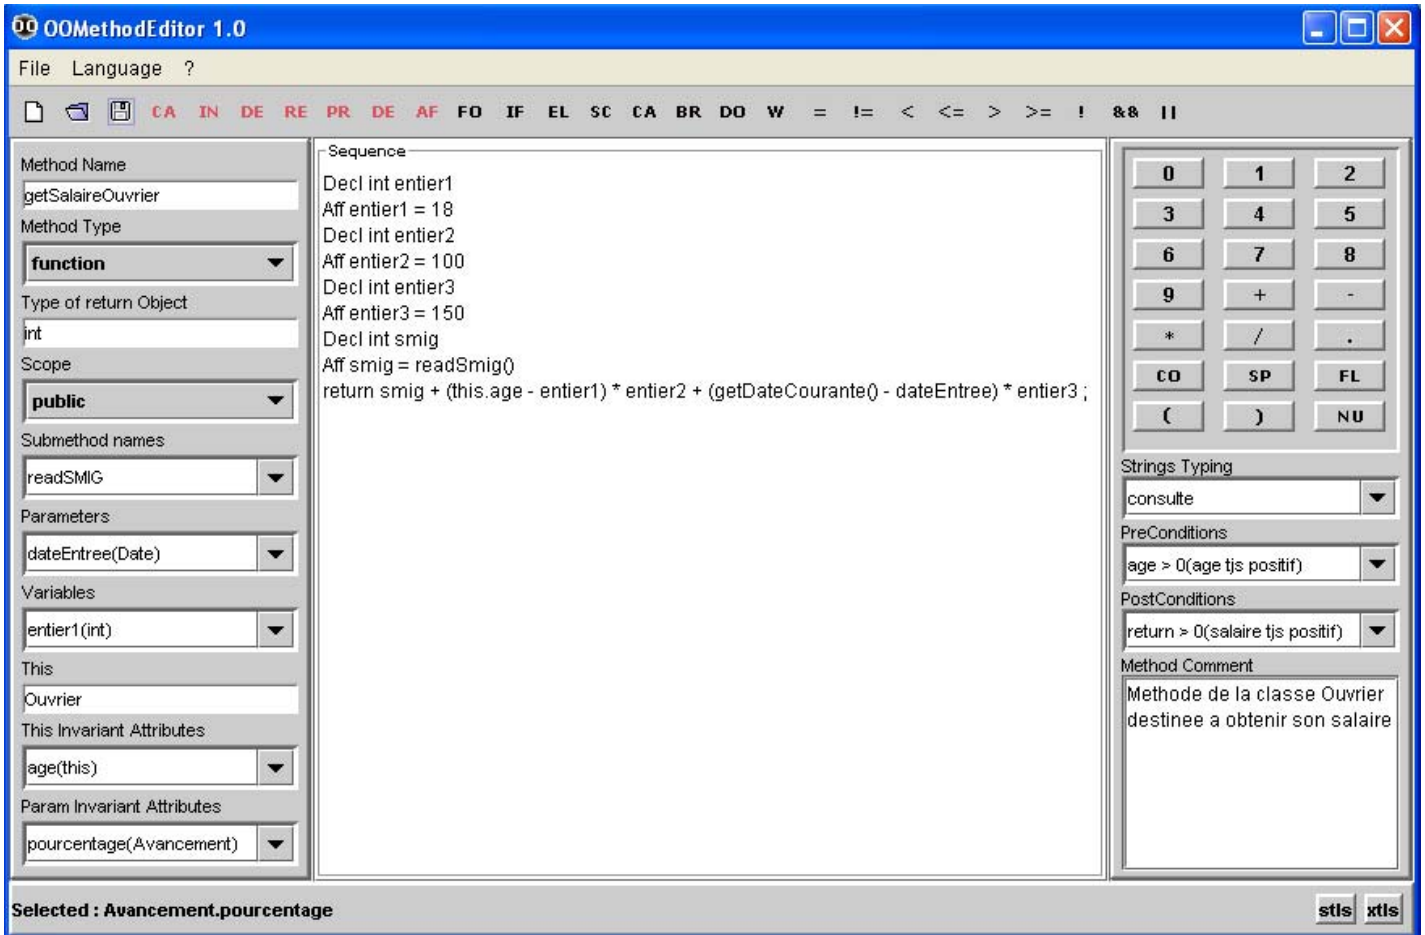 OOMethodEditor 1.0
File Language ?
CA IN DE RE PR DE AF FO IF EL SC CA BR DO W = != < <= > >= ! && ||
Method Name
getSalaireOuvrier
Method Type
function
Type of return Object
int
Scope
public
Submethod names
readSMIG
Parameters
dateEntree(Date)
Variables
entier1(int)
This
Ouvrier
This Invariant Attributes
age(this)
Param Invariant Attributes
pourcentage(Avancement)
Sequence
Decl int entier1
Aff entier1 = 18
Decl int entier2
Aff entier2 = 100
Decl int entier3
Aff entier3 = 150
Decl int smig
Aff smig = readSmig()
return smig + (this.age - entier1) * entier2 + (getDateCourante() - dateEntree) * entier3 ;
0 1 2
3 4 5
6 7 8
9 + -
* / .
CO SP FL
( ) NU
Strings Typing
consulte
PreConditions
age > 0(age tjs positif)
PostConditions
return > 0(salaire tjs positif)
Method Comment
Methode de la classe Ouvrier
destinee a obtenir son salaire
Selected : Avancement.pourcentage
stls xtls